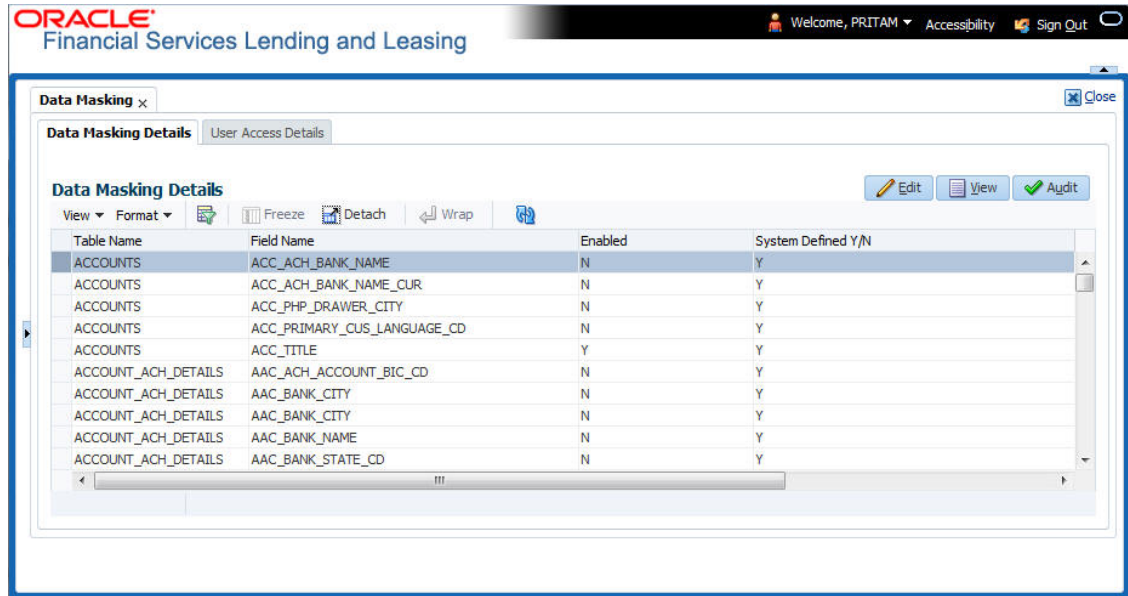 ORACLE
Financial Services Lending and Leasing
Welcome, PRITAM Accessibility Sign Out
Data Masking x
Close
Data Masking Details User Access Details
Data Masking Details
Edit View Audit
View Format Freeze Detach Wrap
Table Name Field Name Enabled System Defined Y/N
ACCOUNTS ACC_ACH_BANK_NAME N Y
ACCOUNTS ACC_ACH_BANK_NAME_CUR N Y
ACCOUNTS ACC_PHP_DRAWER_CITY N Y
ACCOUNTS ACC_PRIMARY_CUS_LANGUAGE_CD N Y
ACCOUNTS ACC_TITLE Y Y
ACCOUNT_ACH_DETAILS AAC_ACH_ACCOUNT_BIC_CD N Y
ACCOUNT_ACH_DETAILS AAC_BANK_CITY N Y
ACCOUNT_ACH_DETAILS AAC_BANK_CITY N Y
ACCOUNT_ACH_DETAILS AAC_BANK_NAME N Y
ACCOUNT_ACH_DETAILS AAC_BANK_STATE_CD N Y